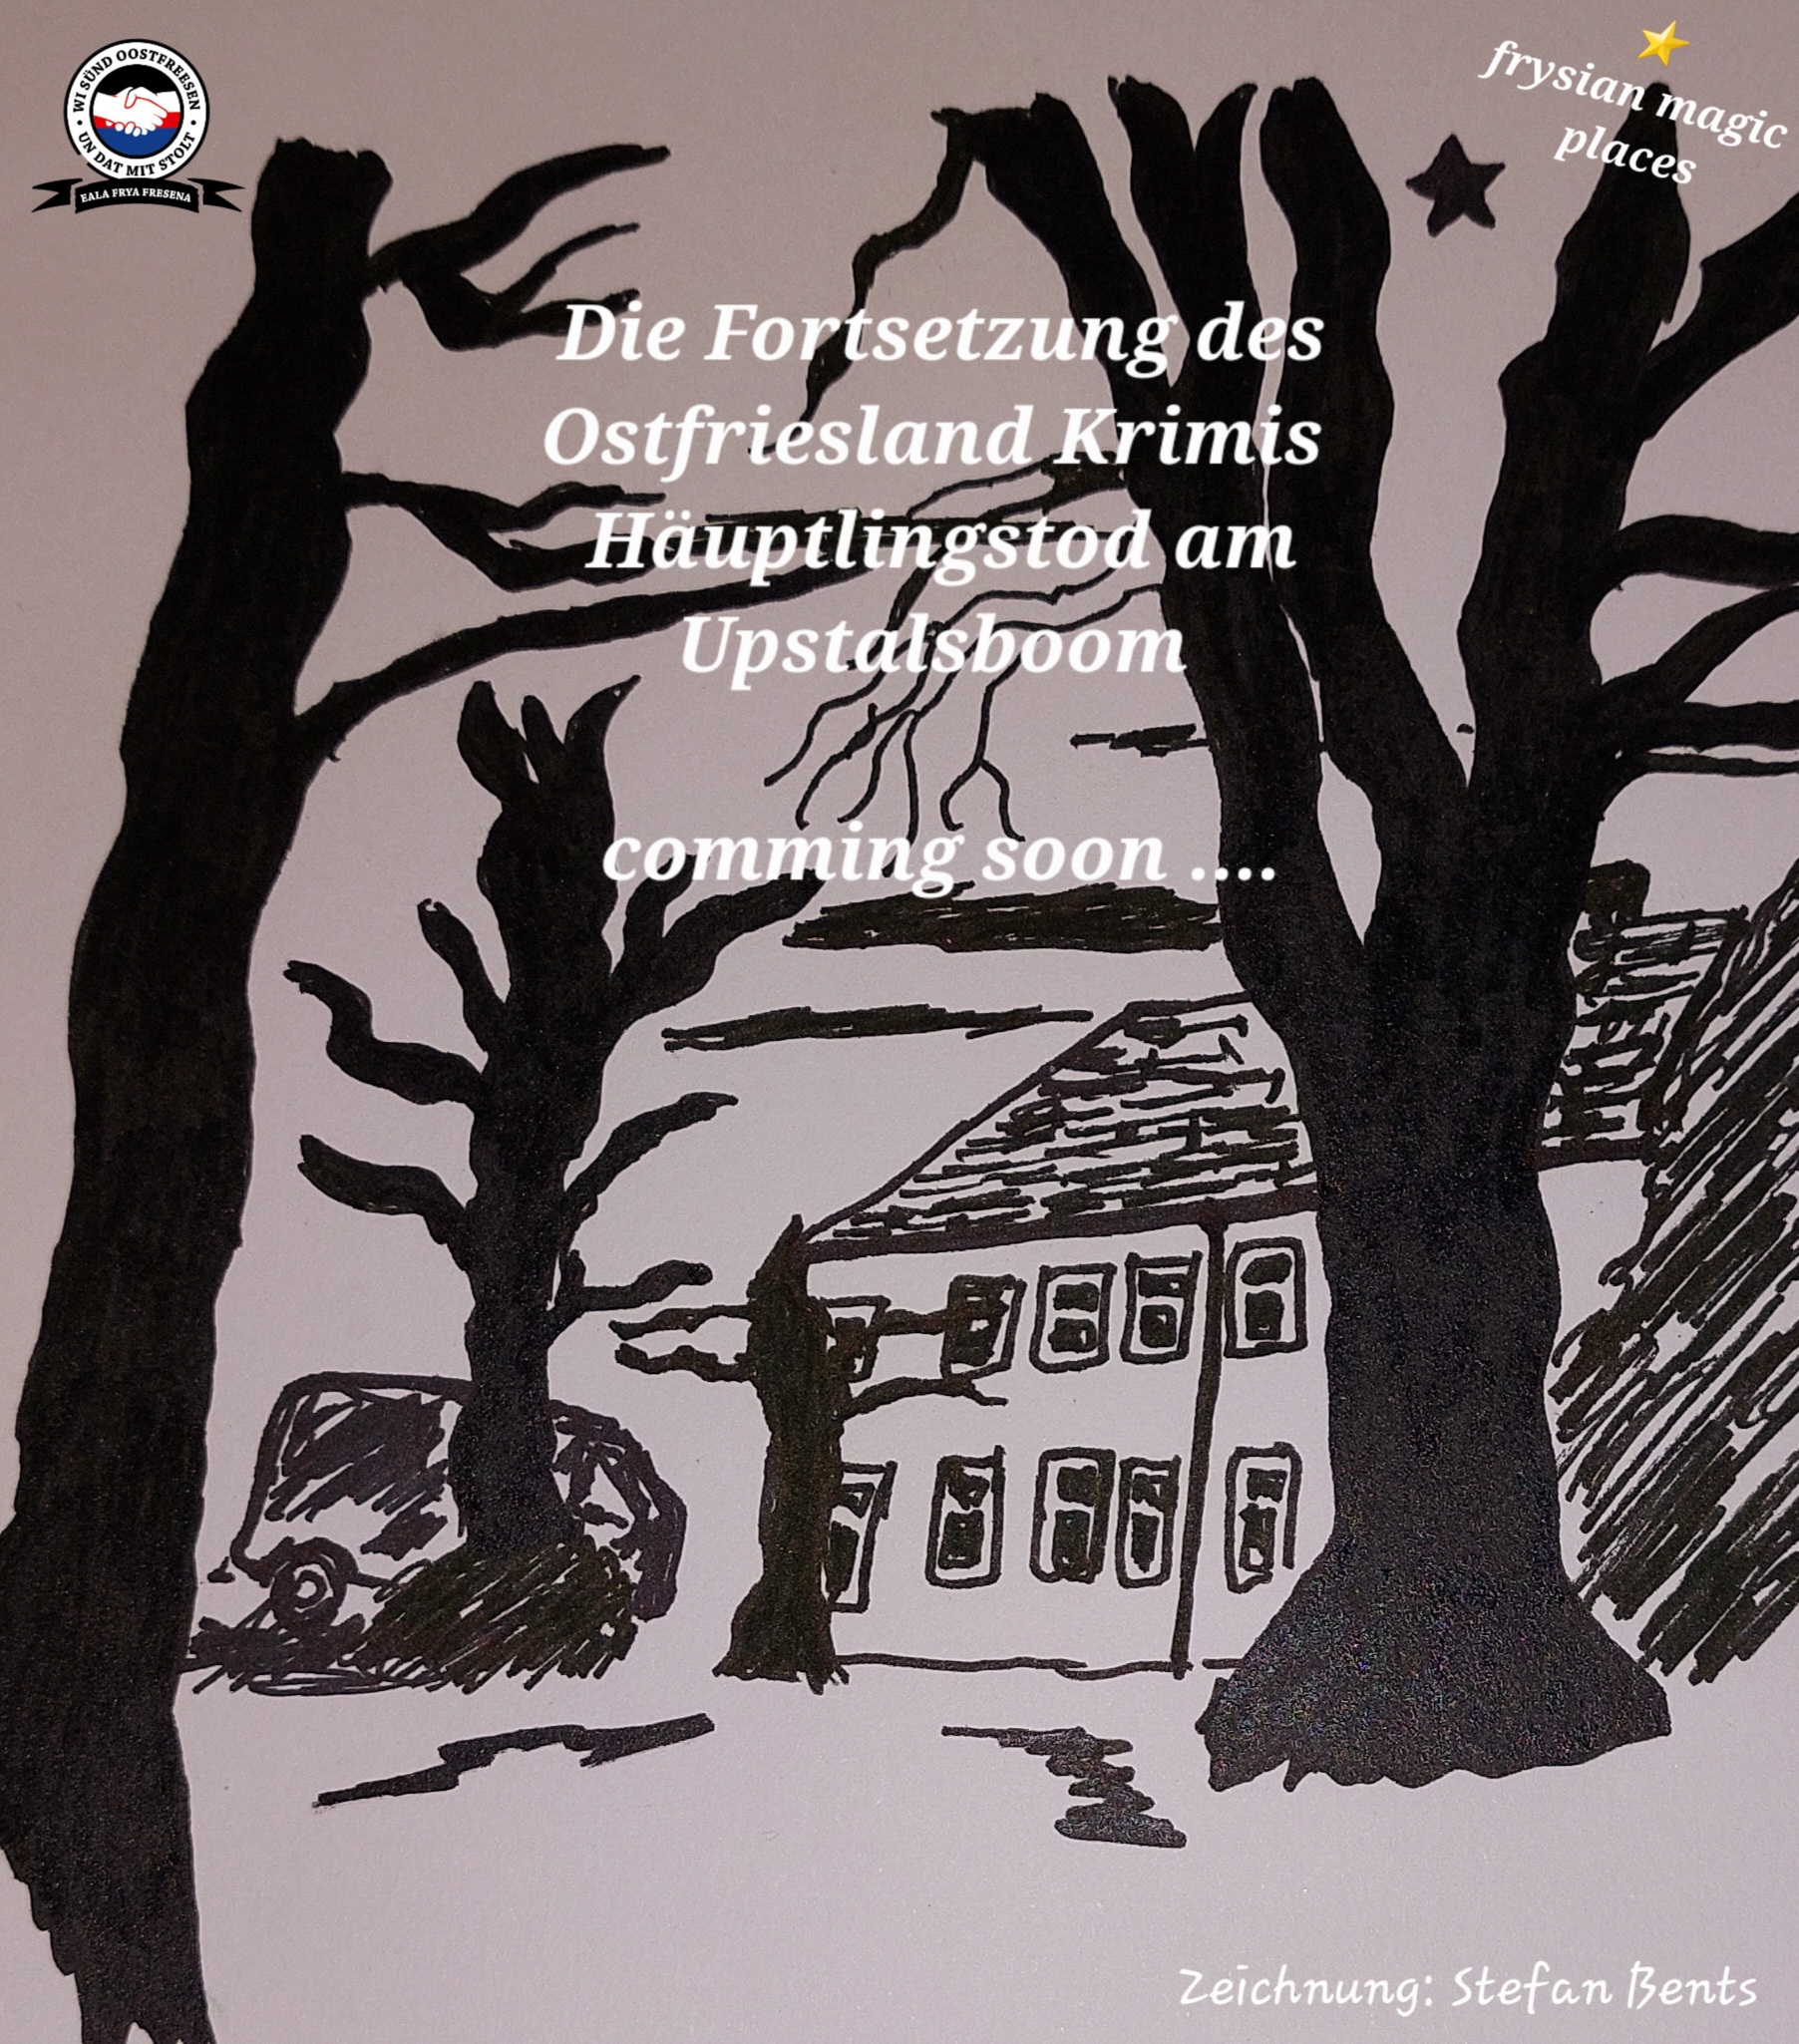 WI SÜND OOSTFREESEN
UN DAT MIT STOLT
EALA FRYA FRESENA
frysian magic
places
Die Fortsetzung des
Ostfriesland Krimis
Häuptlingstod am
Upstalsboom
comming soon ....
Zeichnung: Stefan Bents